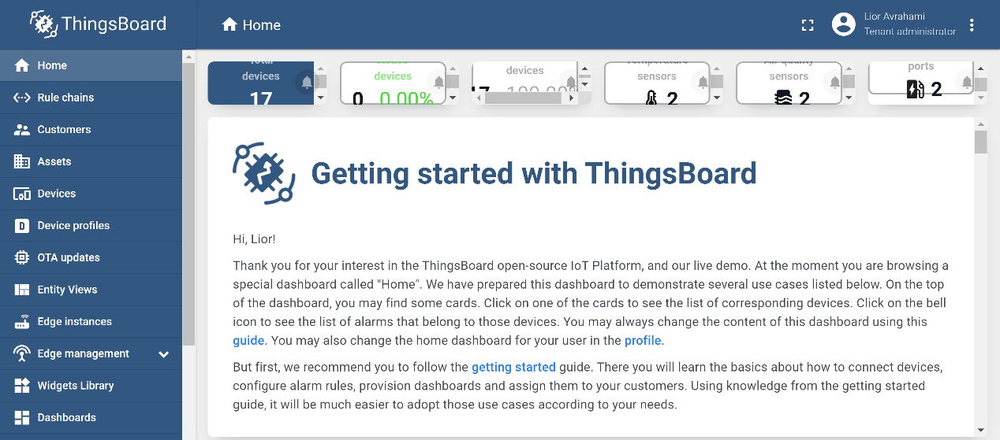 ThingsBoard
Home
Lior Avrahami
Tenant administrator
Home
Rule chains
Customers
Assets
Devices
Device profiles
OTA updates
Entity Views
Edge instances
Edge management
Widgets Library
Dashboards
Total
devices
17
Active
devices
0 0.00%
devices
17 100.00%
Temperature
sensors
2
Air quality
sensors
2
ports
2
Getting started with ThingsBoard
Hi, Lior!
Thank you for your interest in the ThingsBoard open-source IoT Platform, and our live demo. At the moment you are browsing a
special dashboard called "Home". We have prepared this dashboard to demonstrate several use cases listed below. On the top
of the dashboard, you may find some cards. Click on one of the cards to see the list of corresponding devices. Click on the bell
icon to see the list of alarms that belong to those devices. You may always change the content of this dashboard using this
guide. You may also change the home dashboard for your user in the profile.
But first, we recommend you to follow the getting started guide. There you will learn the basics about how to connect devices,
configure alarm rules, provision dashboards and assign them to your customers. Using knowledge from the getting started
guide, it will be much easier to adopt those use cases according to your needs.